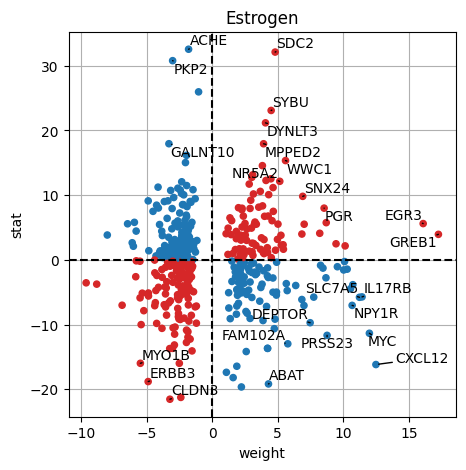 Estrogen
ACHE
SDC2
PKP2
SYBU
DYNLT3
GALNT10
MPPED2
NR5A2
WWC1
SNX24
PGR
EGR3
GREB1
SLC7A5
IL17RB
DEPTOR
NPY1R
FAM102A
PRSS23
MYC
MYO1B
CXCL12
ERBB3
ABAT
CLDN3
stat
30
20
10
0
−10
−20
−10
−5
0
5
10
15
weight